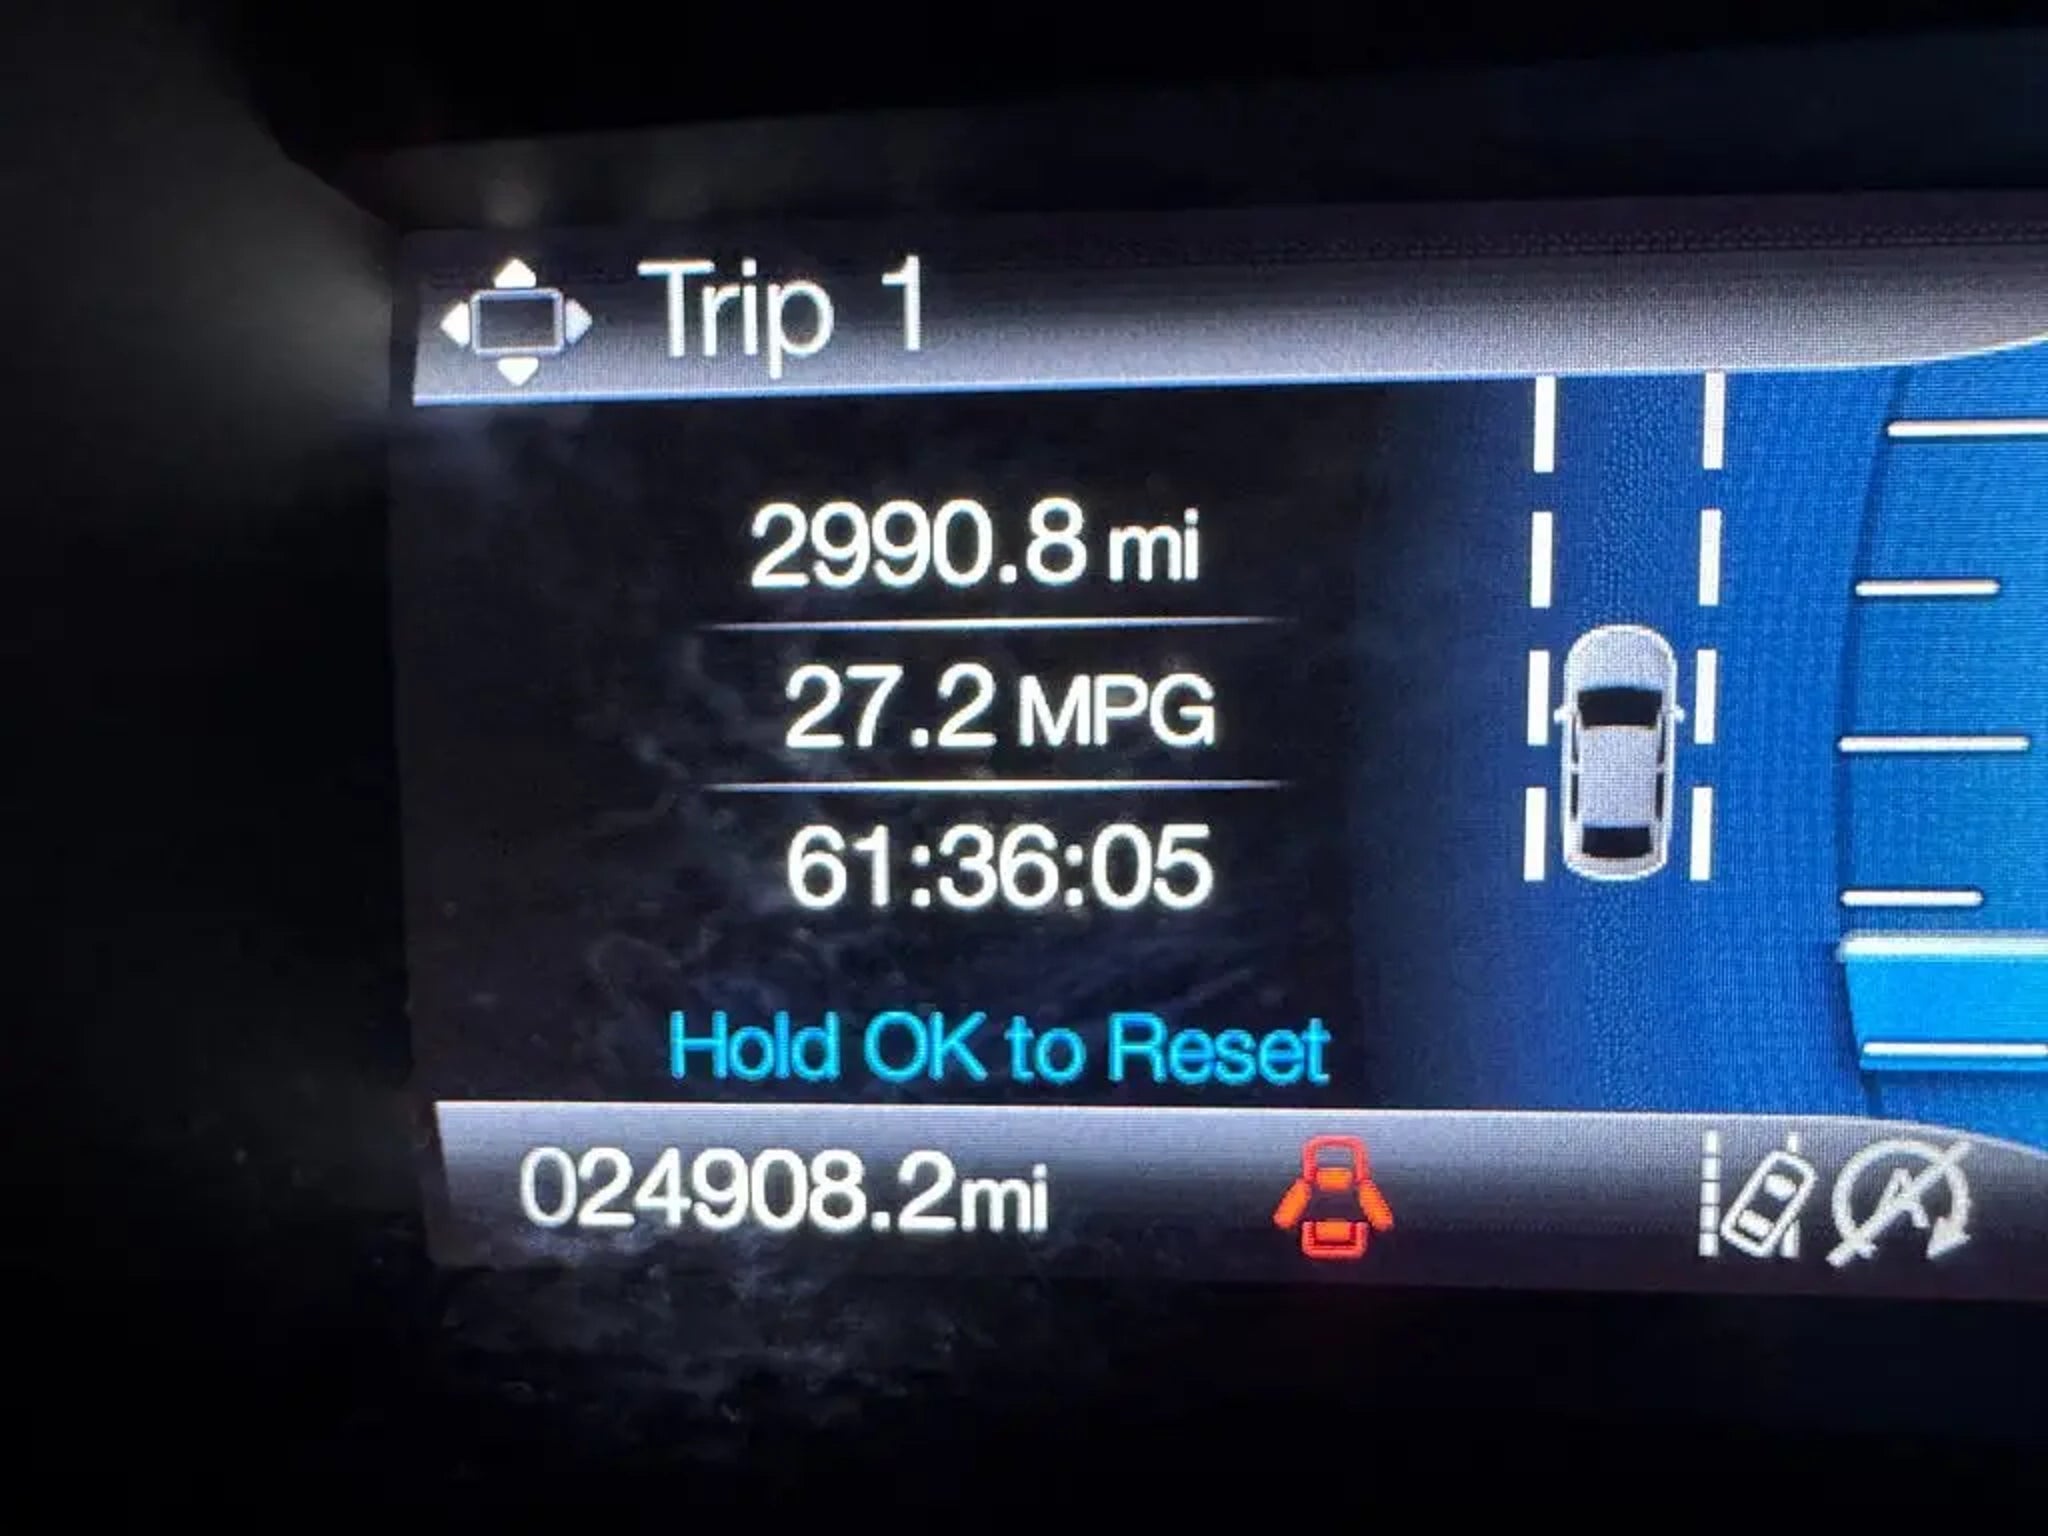 Trip 1
2990.8 mi
27.2 MPG
61:36:05
Hold OK to Reset
024908.2mi